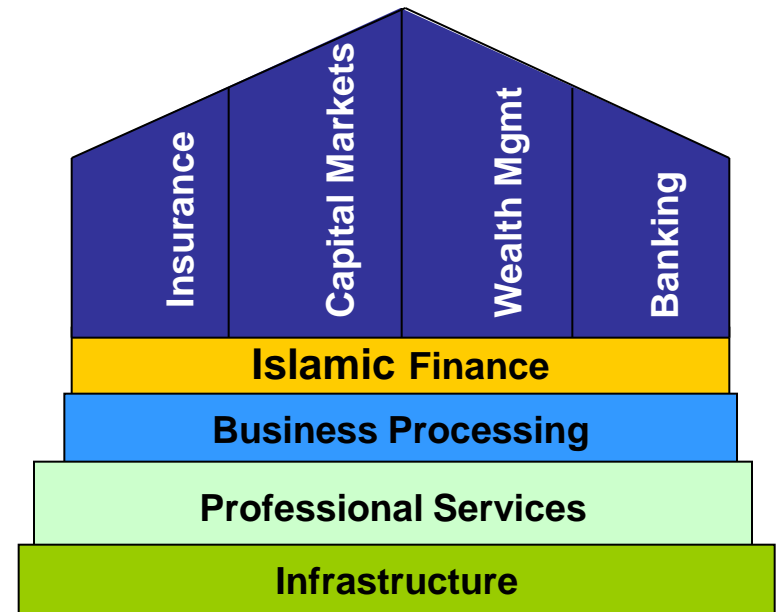 Insurance
Capital Markets
Wealth Mgmt
Banking
Islamic Finance
Business Processing
Professional Services
Infrastructure